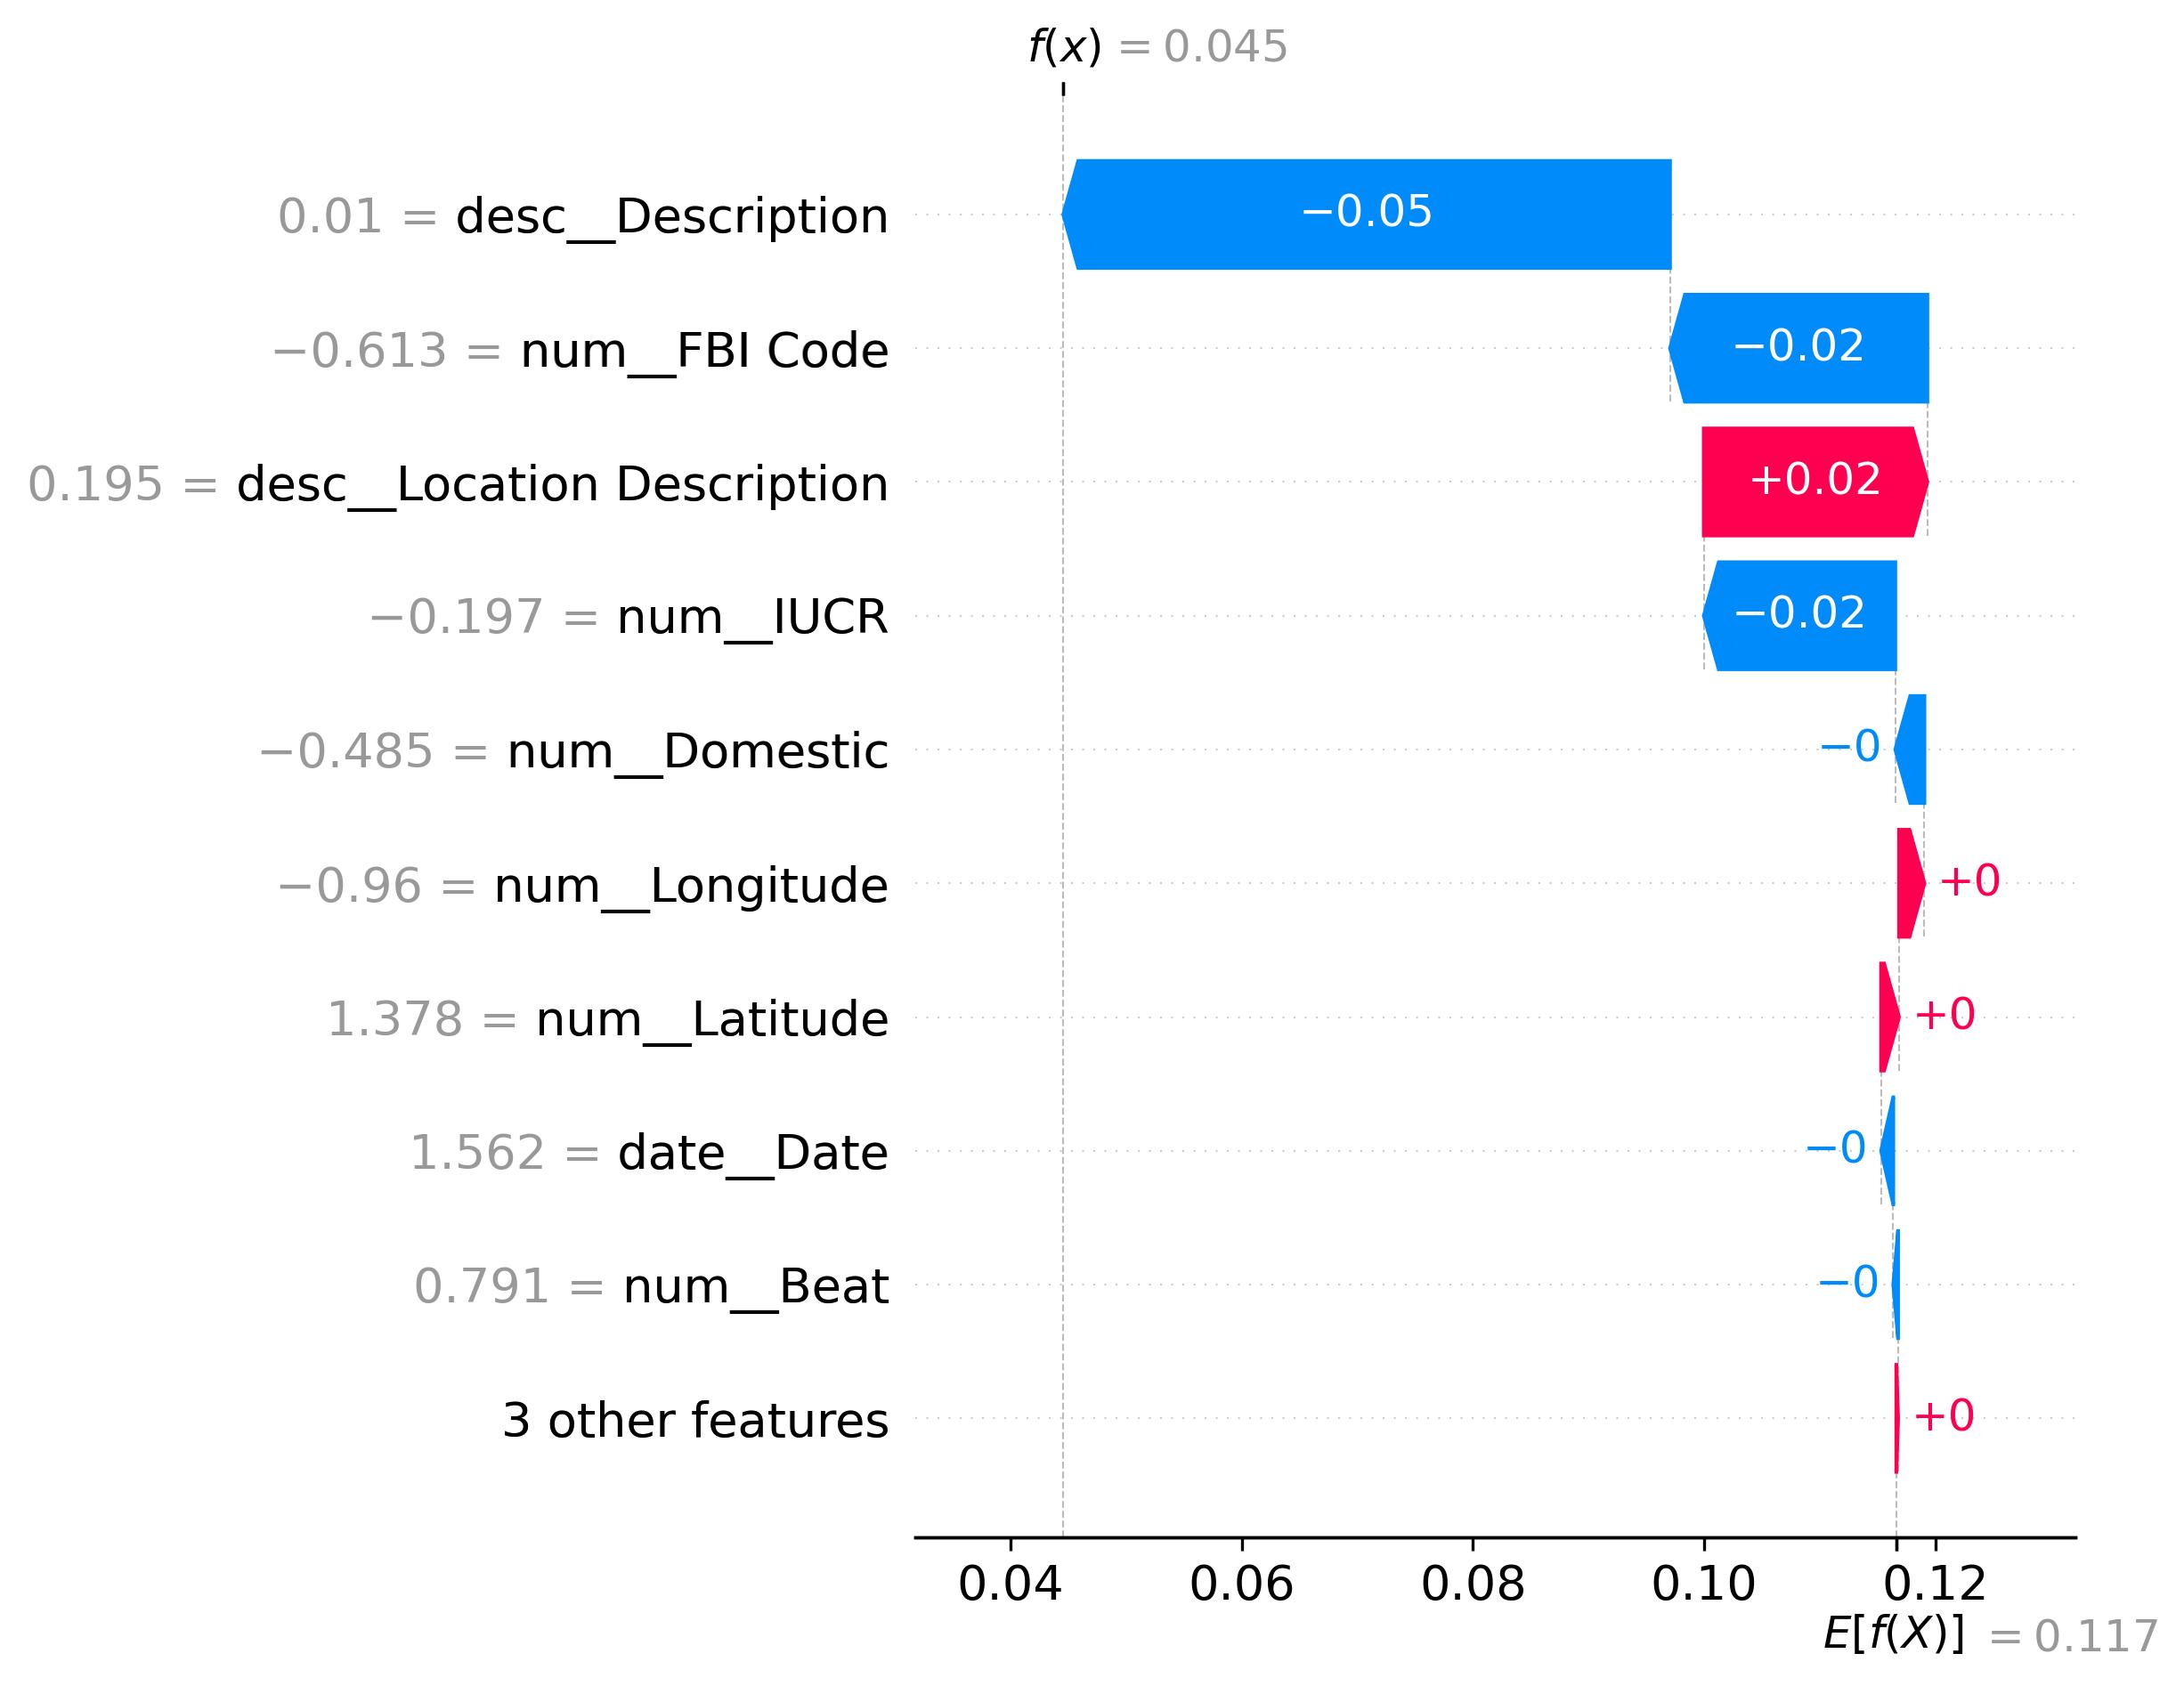 f(x) = 0.045
0.01 = desc__Description
−0.05
−0.613 = num__FBI Code
−0.02
0.195 = desc__Location Description
+0.02
−0.197 = num__IUCR
−0.02
−0.485 = num__Domestic
−0
−0.96 = num__Longitude
+0
1.378 = num__Latitude
+0
1.562 = date__Date
−0
0.791 = num__Beat
−0
3 other features
+0
0.04 0.06 0.08 0.10 0.12
E[f(X)] = 0.117